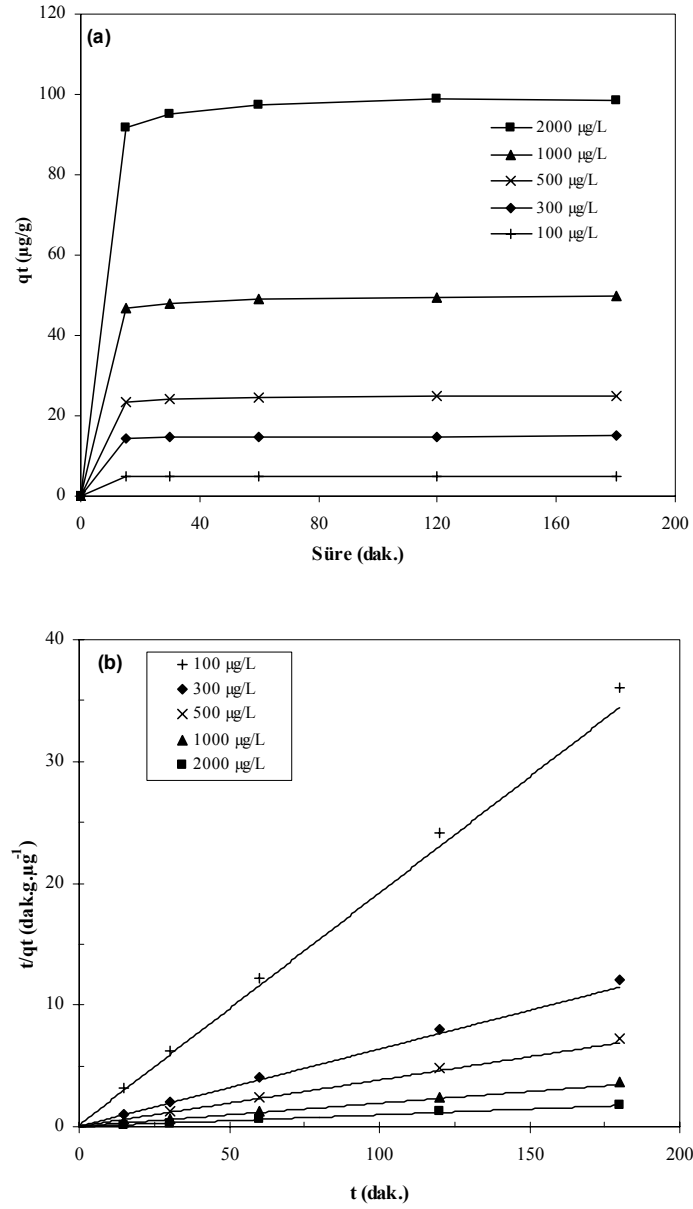 (a)
120
100
80
60
40
20
0
qt (µg/g)
2000 µg/L
1000 µg/L
500 µg/L
300 µg/L
100 µg/L
0 40 80 120 160 200
Süre (dak.)
(b)
40
30
20
10
0
t/qt (dak.g.µg⁻¹)
100 µg/L
300 µg/L
500 µg/L
1000 µg/L
2000 µg/L
0 50 100 150 200
t (dak.)